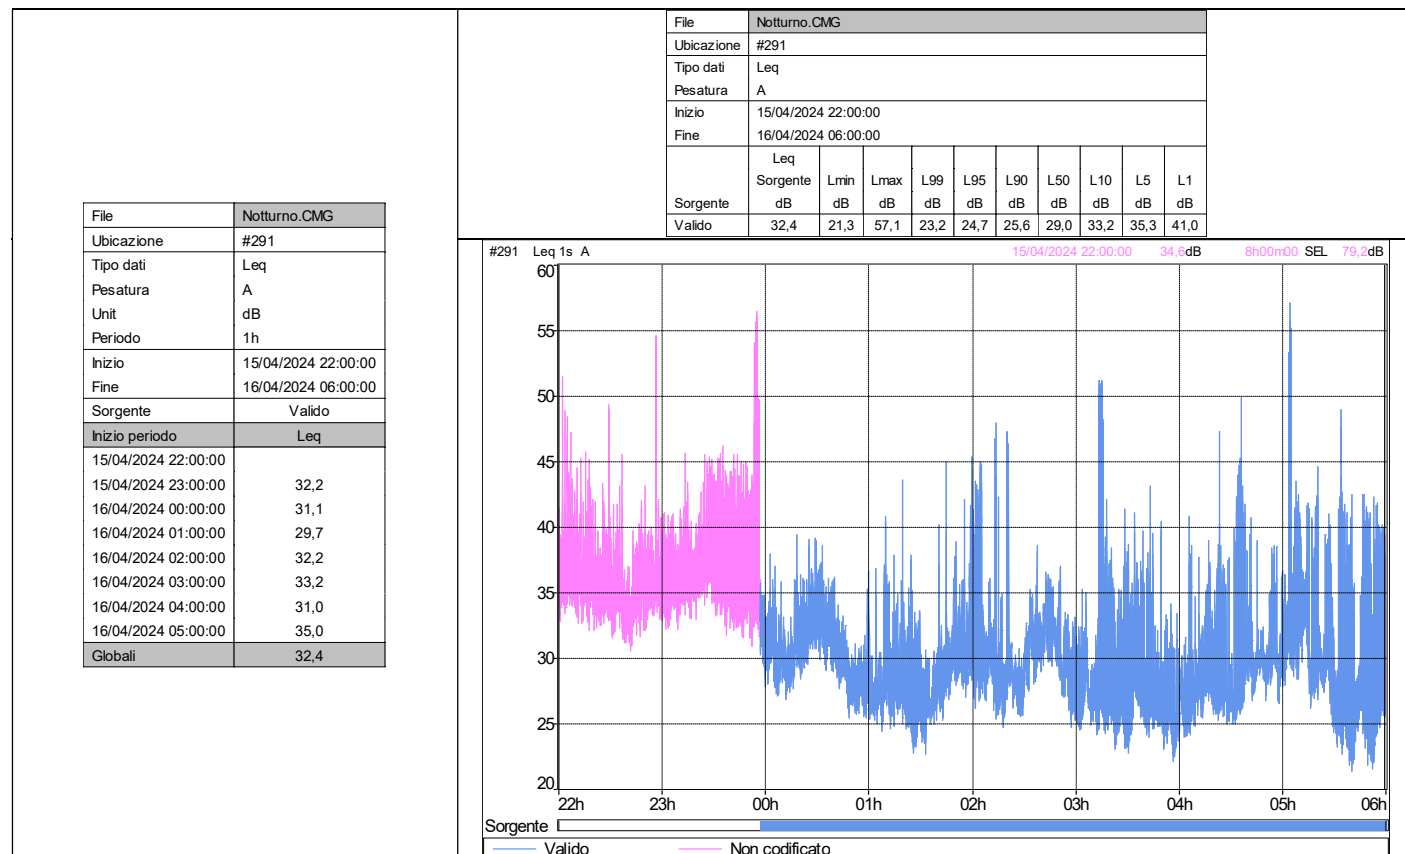 File Notturno.CMG
Ubicazione #291
Tipo dati Leq
Pesatura A
Unit dB
Periodo 1h
Inizio 15/04/2024 22:00:00
Fine 16/04/2024 06:00:00
Sorgente Valido
Inizio periodo Leq
15/04/2024 22:00:00
15/04/2024 23:00:00 32,2
16/04/2024 00:00:00 31,1
16/04/2024 01:00:00 29,7
16/04/2024 02:00:00 32,2
16/04/2024 03:00:00 33,2
16/04/2024 04:00:00 31,0
16/04/2024 05:00:00 35,0
Globali 32,4
File Notturno.CMG
Ubicazione #291
Tipo dati Leq
Pesatura A
Inizio 15/04/2024 22:00:00
Fine 16/04/2024 06:00:00
Leq
Sorgente Lmin Lmax L99 L95 L90 L50 L10 L5 L1
Sorgente dB dB dB dB dB dB dB dB dB dB
Valido 32,4 21,3 57,1 23,2 24,7 25,6 29,0 33,2 35,3 41,0
#291 Leq 1s A 15/04/2024 22:00:00 34,6dB 8h00m00 SEL 79,2dB
60
55
50
45
40
35
30
25
20
22h 23h 00h 01h 02h 03h 04h 05h 06h
Sorgente
Valido Non codificato